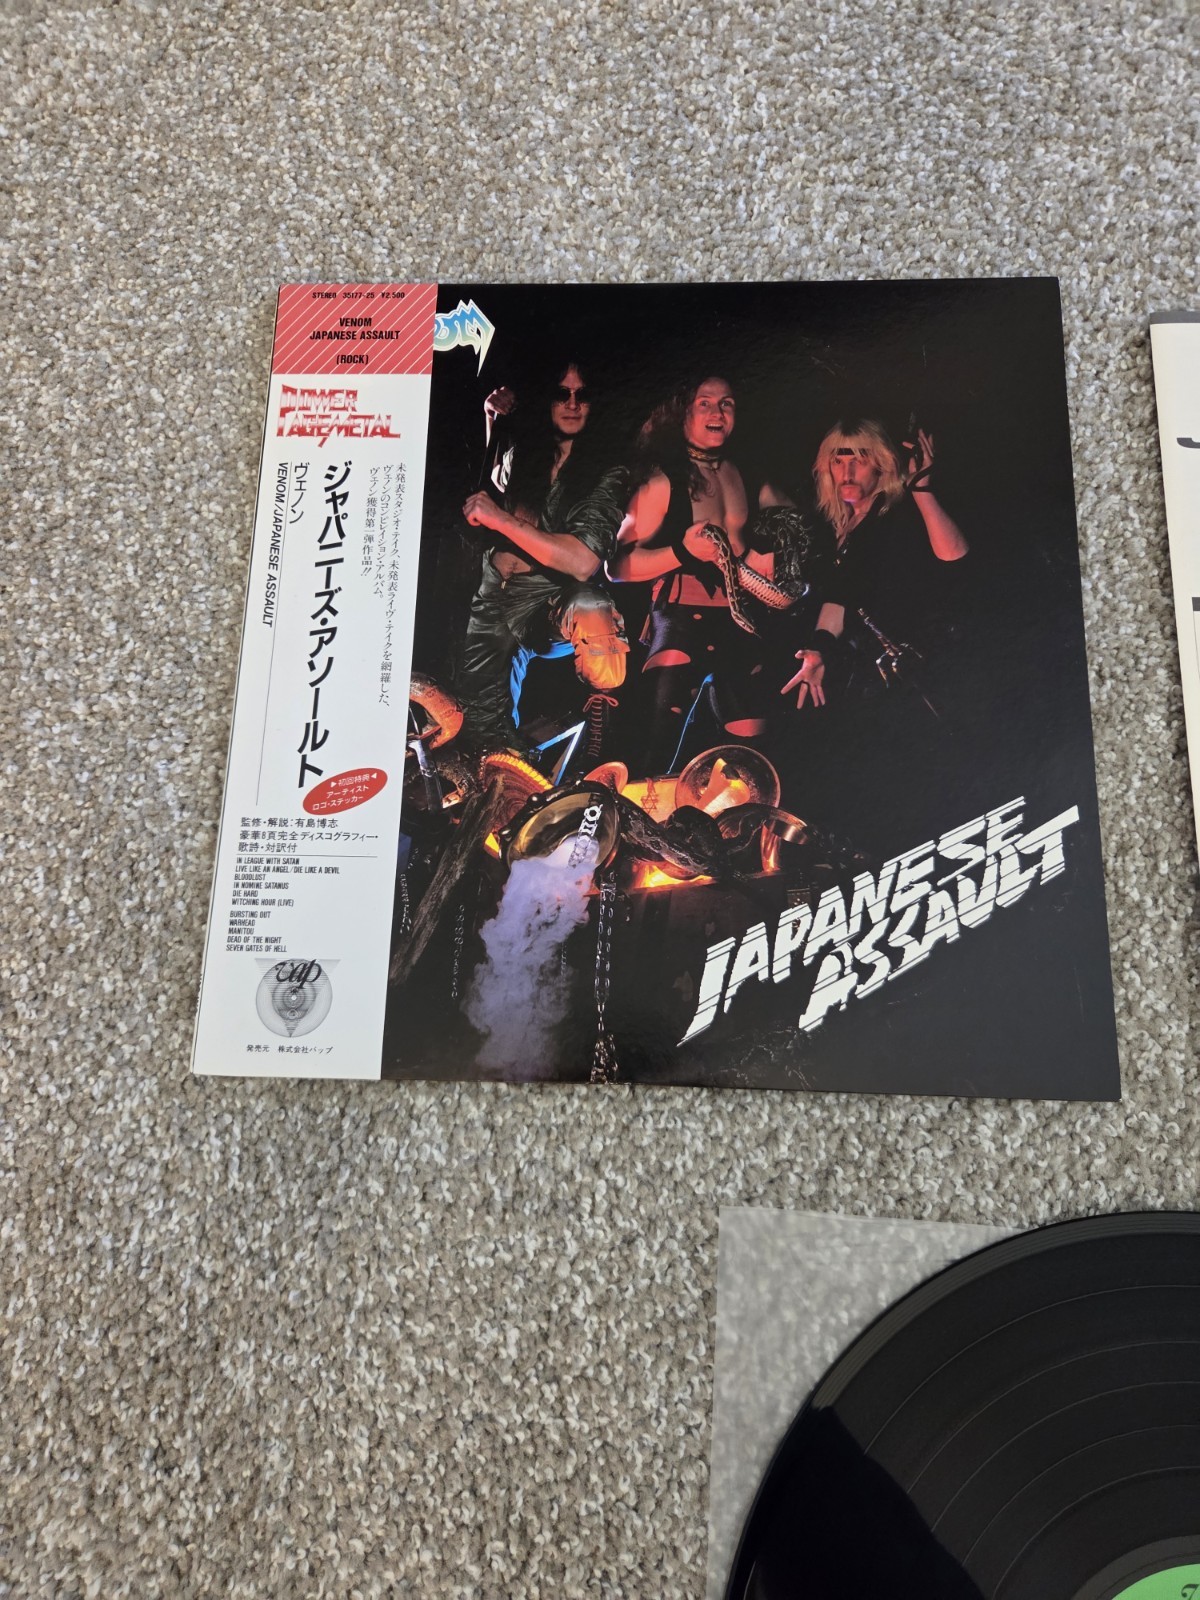 STEREO 35177-25 ¥2,500
VENOM
JAPANESE ASSAULT
(ROCK)
POWER
AGE/METAL
未発表スタジオ・テイク、未発表ライヴ・テイクを網羅した、
ヴェノンのコンピレイション・アルバム。
ヴェノン獲得第一弾作品!!
ジャパニーズ・アソールト
ヴェノン
VENOM/JAPANESE ASSAULT
▶初回特典◀
アーティスト
ロゴ・ステッカー
監修・解説:有島博志
豪華8頁完全ディスコグラフィー・
歌詩・対訳付
IN LEAGUE WITH SATAN
LIVE LIKE AN ANGEL/DIE LIKE A DEVIL
BLOODLUST
IN NOMINE SATANUS
DIE HARD
WITCHING HOUR (LIVE)
BURSTING OUT
WARHEAD
MANITOU
DEAD OF THE NIGHT
SEVEN GATES OF HELL
vap
発売元 株式会社バップ
OM
JAPANESE
ASSAULT